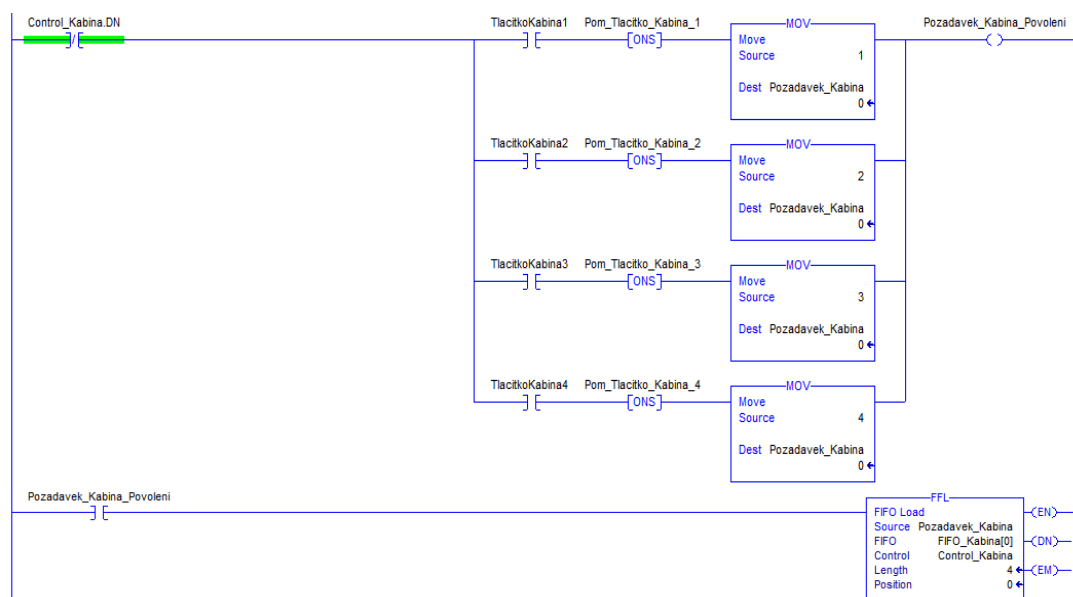 Control_Kabina.DN
TlacitkoKabina1 Pom_Tlacitko_Kabina_1 MOV Pozadavek_Kabina_Povoleni
ONS
Move
Source 1
Dest Pozadavek_Kabina
0
TlacitkoKabina2 Pom_Tlacitko_Kabina_2 MOV
ONS
Move
Source 2
Dest Pozadavek_Kabina
0
TlacitkoKabina3 Pom_Tlacitko_Kabina_3 MOV
ONS
Move
Source 3
Dest Pozadavek_Kabina
0
TlacitkoKabina4 Pom_Tlacitko_Kabina_4 MOV
ONS
Move
Source 4
Dest Pozadavek_Kabina
0
Pozadavek_Kabina_Povoleni FFL
FIFO Load EN
Source Pozadavek_Kabina
FIFO FIFO_Kabina[0] DN
Control Control_Kabina
Length 4 EM
Position 0